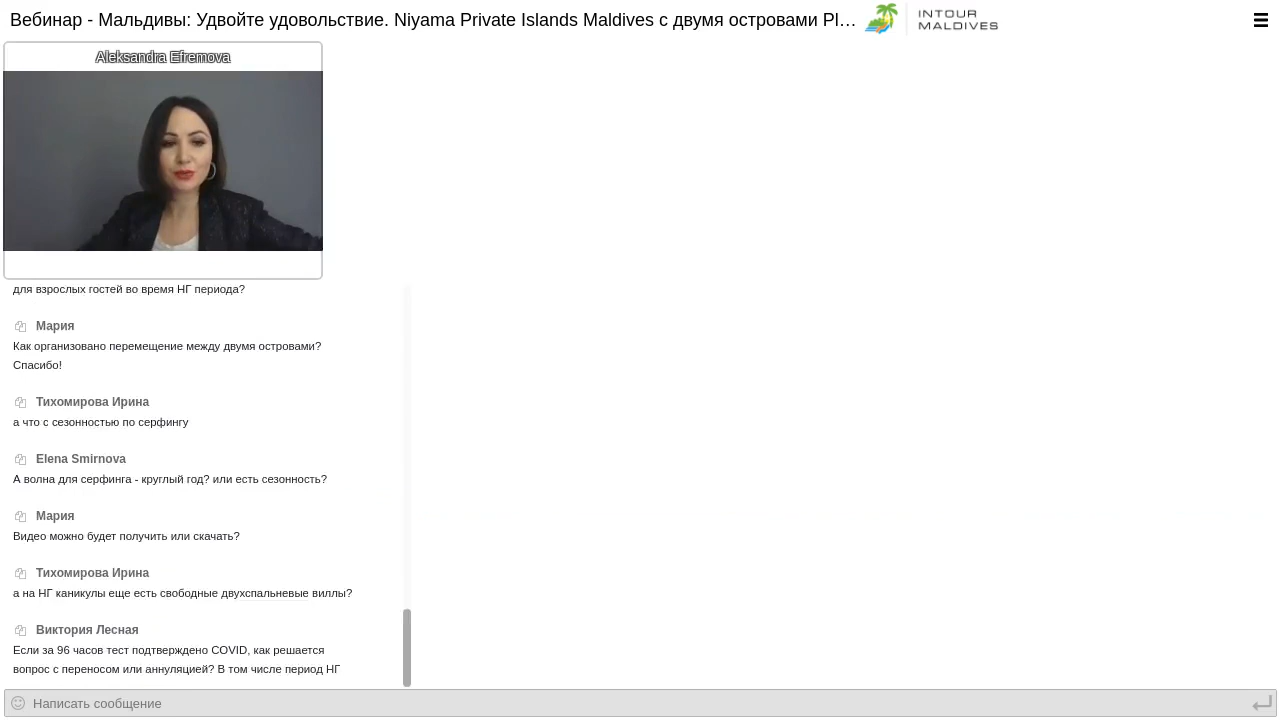 Вебинар - Мальдивы: Удвойте удовольствие. Niyama Private Islands Maldives с двумя островами Pl…
INTOUR
MALDIVES
Aleksandra Efremova
для взрослых гостей во время НГ периода?
Мария
Как организовано перемещение между двумя островами?
Спасибо!
Тихомирова Ирина
а что с сезонностью по серфингу
Elena Smirnova
А волна для серфинга - круглый год? или есть сезонность?
Мария
Видео можно будет получить или скачать?
Тихомирова Ирина
а на НГ каникулы еще есть свободные двухспальневые виллы?
Виктория Лесная
Если за 96 часов тест подтверждено COVID, как решается
вопрос с переносом или аннуляцией? В том числе период НГ
Написать сообщение